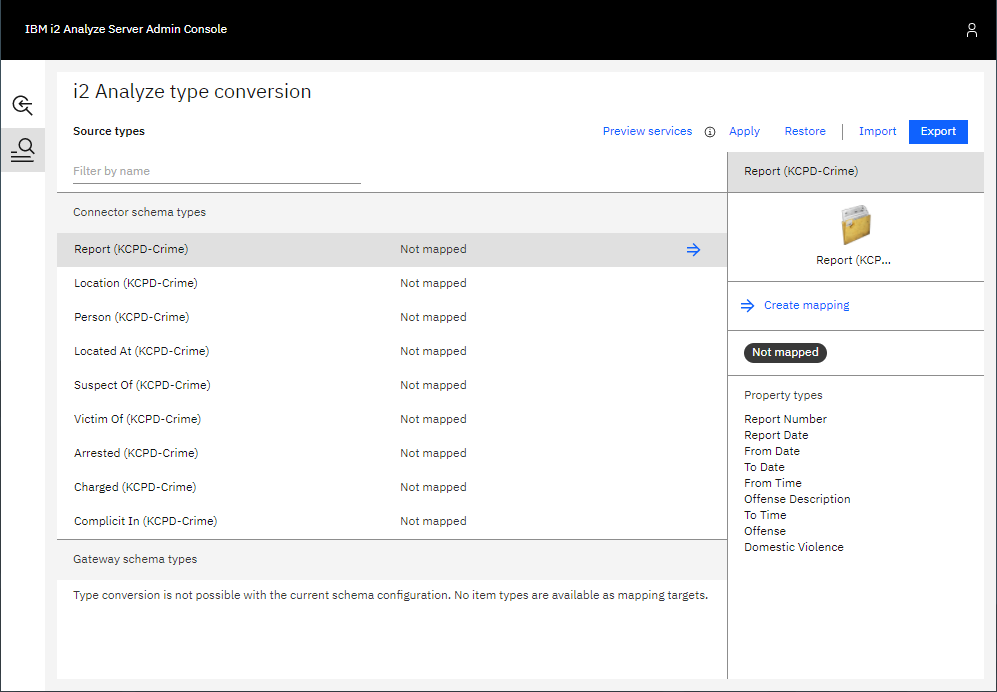 IBM i2 Analyze Server Admin Console
i2 Analyze type conversion
Source types
Preview services Apply Restore Import Export
Filter by name
Connector schema types
Report (KCPD-Crime) Not mapped
Location (KCPD-Crime) Not mapped
Person (KCPD-Crime) Not mapped
Located At (KCPD-Crime) Not mapped
Suspect Of (KCPD-Crime) Not mapped
Victim Of (KCPD-Crime) Not mapped
Arrested (KCPD-Crime) Not mapped
Charged (KCPD-Crime) Not mapped
Complicit In (KCPD-Crime) Not mapped
Gateway schema types
Type conversion is not possible with the current schema configuration. No item types are available as mapping targets.
Report (KCPD-Crime)
Report (KCP...
Create mapping
Not mapped
Property types
Report Number
Report Date
From Date
To Date
From Time
Offense Description
To Time
Offense
Domestic Violence